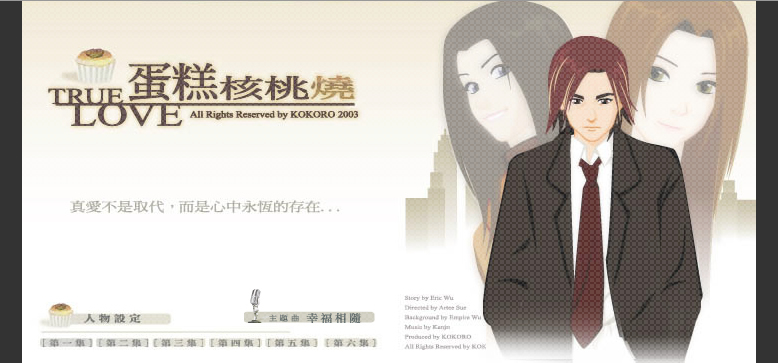 蛋糕核桃燒
TRUE LOVE
All Rights Reserved by KOKORO 2003
真愛不是取代，而是心中永恆的存在...
Story by Eric Wu
Directed by Artee Sue
Background by Empire Wu
Music by Kanjo
Produced by KOKORO
All Rights Reserved by KOK
人物設定
主題曲 幸福相隨
[第一集] [第二集] [第三集] [第四集] [第五集] [第六集]